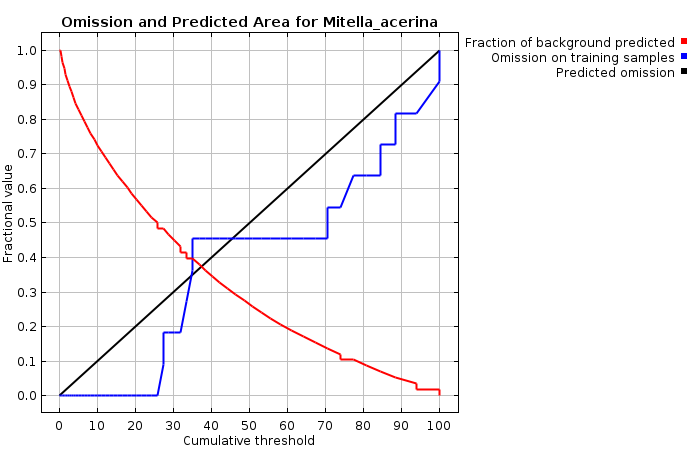 Omission and Predicted Area for Mitella_acerina
Fraction of background predicted
Omission on training samples
Predicted omission
Fractional value
1.0
0.9
0.8
0.7
0.6
0.5
0.4
0.3
0.2
0.1
0.0
0 10 20 30 40 50 60 70 80 90 100
Cumulative threshold